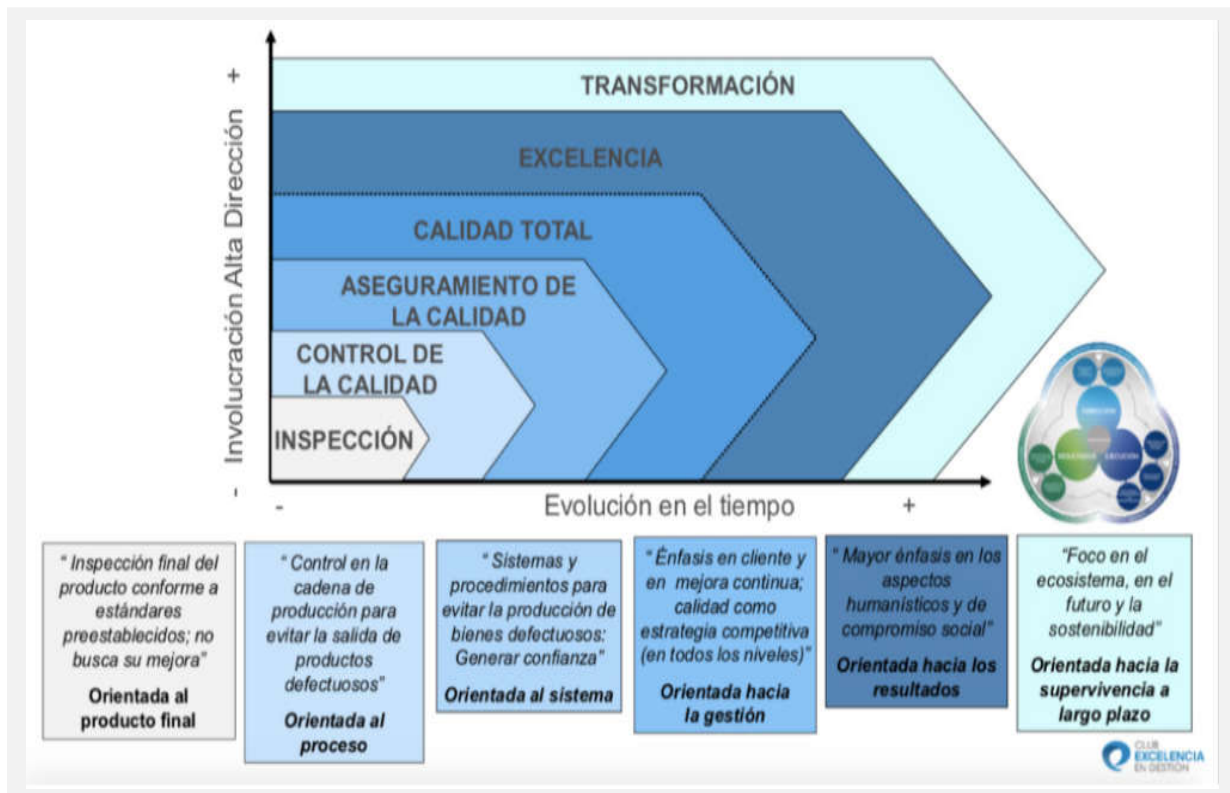 Involucración Alta Dirección
+
-
TRANSFORMACIÓN
EXCELENCIA
CALIDAD TOTAL
ASEGURAMIENTO DE
LA CALIDAD
CONTROL DE
LA CALIDAD
INSPECCIÓN
-
Evolución en el tiempo
+
“ Inspección final del
producto conforme a
estándares
preestablecidos; no
busca su mejora”
Orientada al
producto final
“ Control en la
cadena de
producción para
evitar la salida de
productos
defectuosos”
Orientada al
proceso
“ Sistemas y
procedimientos para
evitar la producción de
bienes defectuosos:
Generar confianza”
Orientada al sistema
“ Énfasis en cliente y
en mejora continua;
calidad como
estrategia competitiva
(en todos los niveles)”
Orientada hacia
la gestión
“ Mayor énfasis en los
aspectos
humanísticos y de
compromiso social”
Orientada hacia los
resultados
“Foco en el
ecosistema, en el
futuro y la
sostenibilidad”
Orientada hacia la
supervivencia a
largo plazo
CLUB
EXCELENCIA
EN GESTIÓN